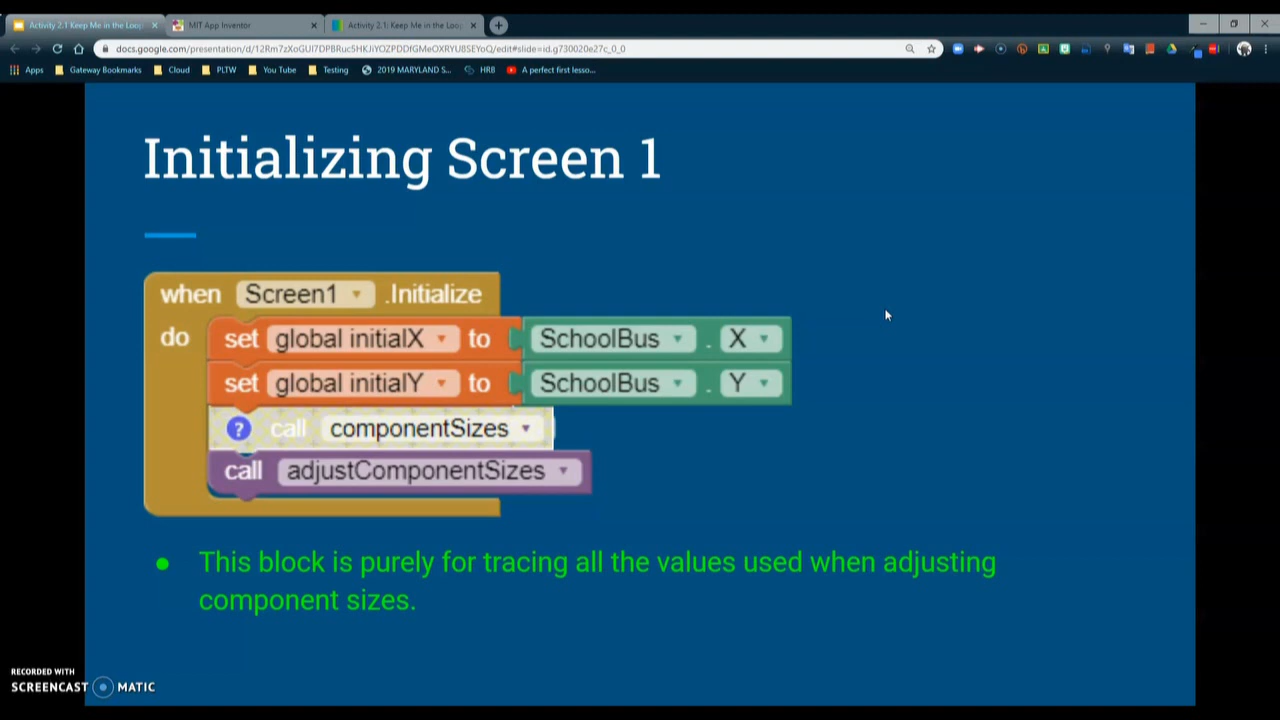 Activity 2.1 Keep Me in the Loop
MIT App Inventor
Activity 2.1: Keep Me in the Loo
docs.google.com/presentation/d/12Rm7zXoGUI7DPBRuc5HKJiYOZPDDfGMeOXRYU8SEYoQ/edit#slide=id.g730020e27c_0_0
Apps Gateway Bookmarks Cloud PLTW You Tube Testing 2019 MARYLAND S... HRB A perfect first lesso...
Initializing Screen 1
when Screen1 .Initialize
do set global initialX to SchoolBus . X
set global initialY to SchoolBus . Y
? call componentSizes
call adjustComponentSizes
● This block is purely for tracing all the values used when adjusting
component sizes.
RECORDED WITH
SCREENCAST MATIC